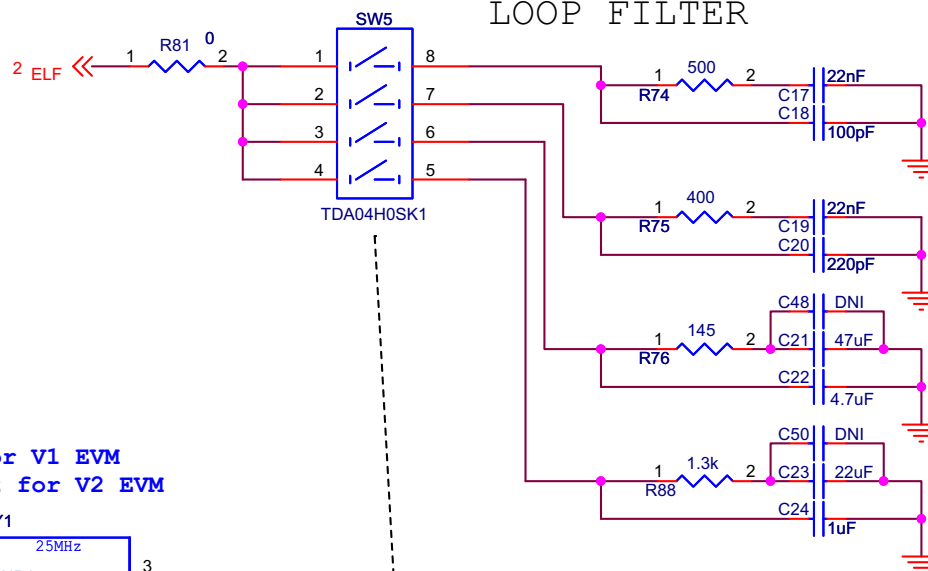 LOOP FILTER
SW5
2 ELF
1 R81 0 2
1 8
2 7
3 6
4 5
TDA04H0SK1
1 500 2
R74
C17 22nF
C18 100pF
1 400 2
R75
C19 22nF
C20 220pF
1 145 2
R76
C48 DNI
C21 47uF
C22 4.7uF
1 1.3k 2
R88
C50 DNI
C23 22uF
C24 1uF
or V1 EVM
for V2 EVM
Y1
25MHz
3